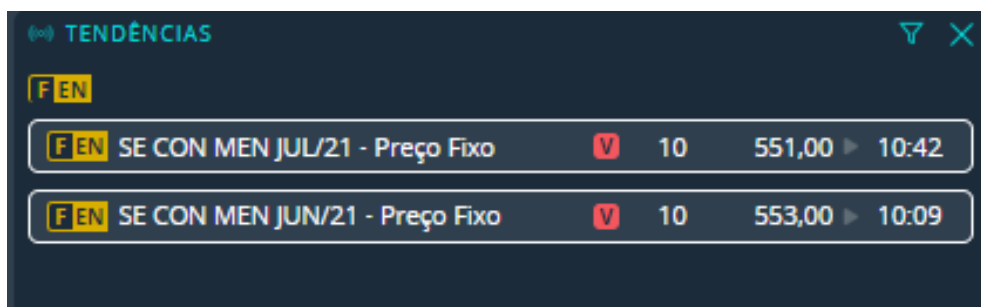 TENDÊNCIAS
F EN
F EN SE CON MEN JUL/21 - Preço Fixo V 10 551,00 10:42
F EN SE CON MEN JUN/21 - Preço Fixo V 10 553,00 10:09